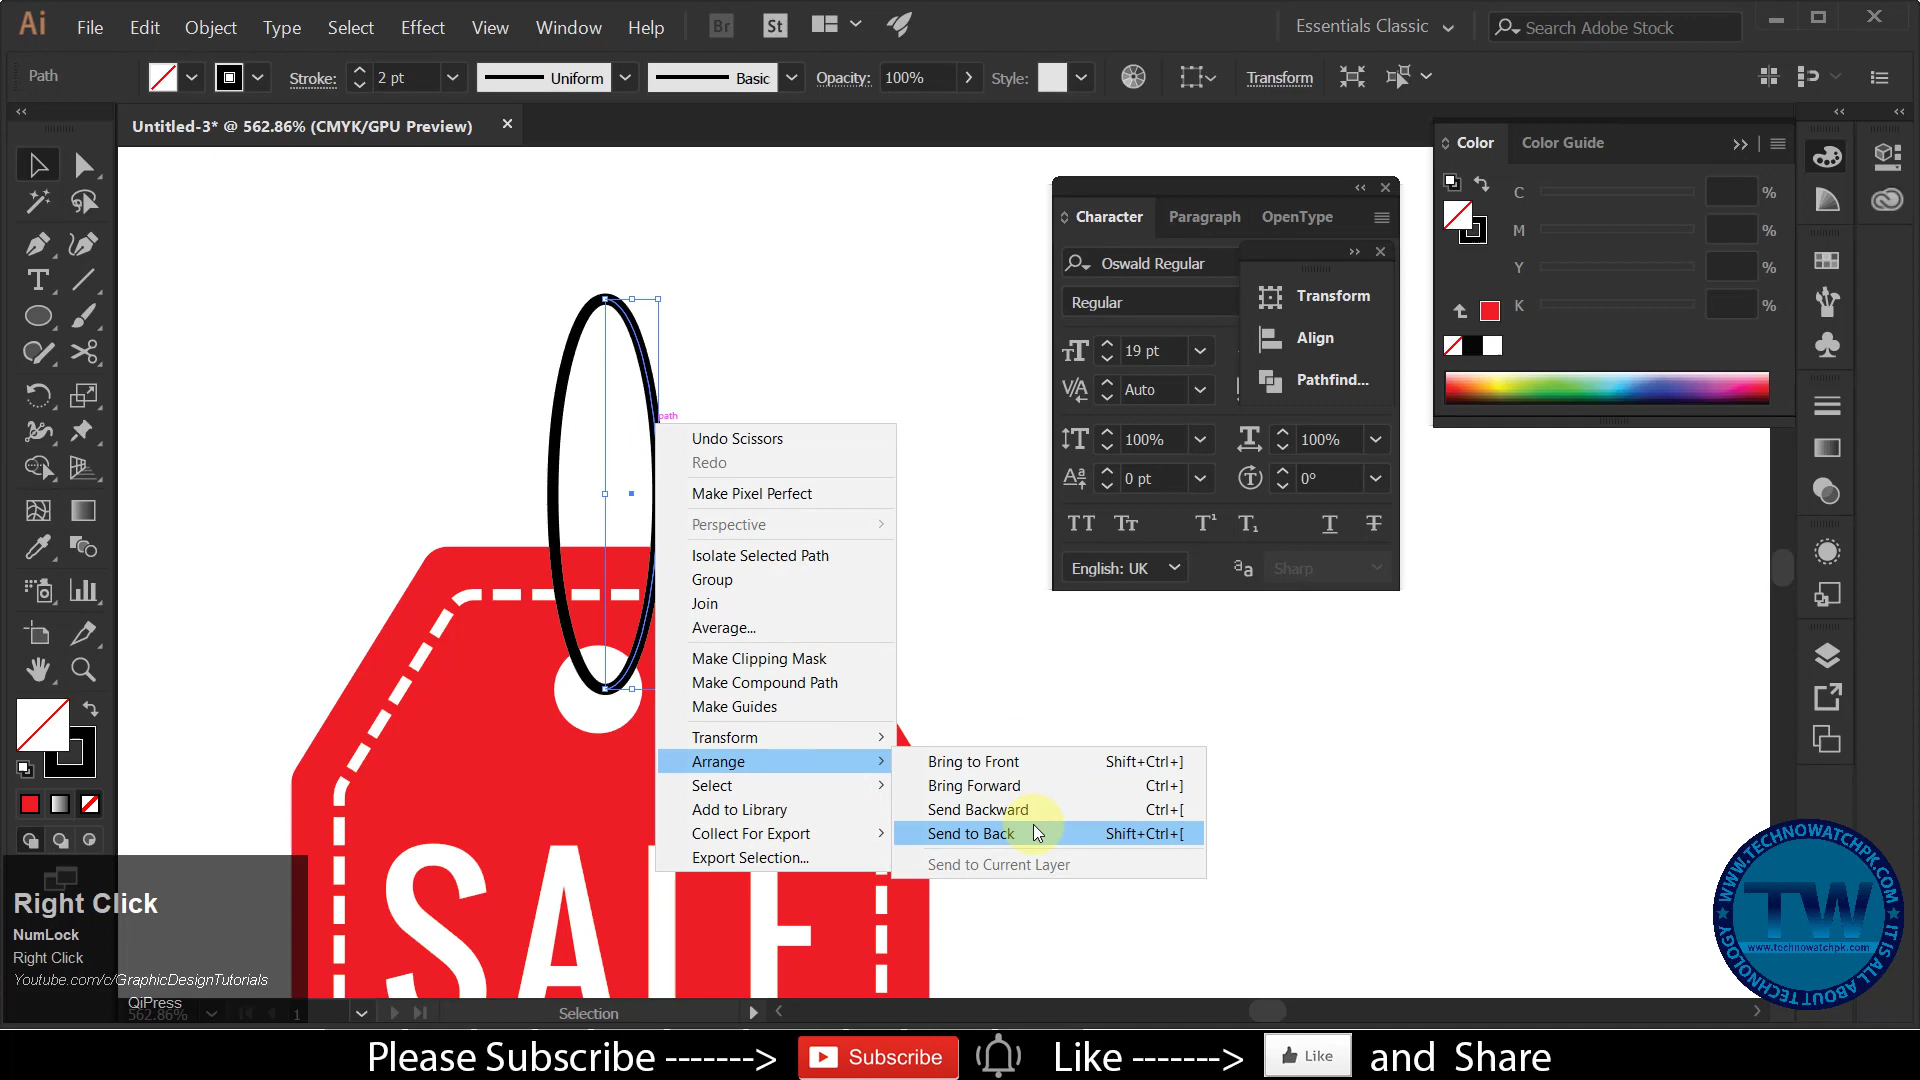 Ai File Edit Object Type Select Effect View Window Help Br St Essentials Classic Search Adobe Stock
Path Stroke: 2 pt Uniform Basic Opacity: 100% Style: Transform
Untitled-3* @ 562.86% (CMYK/GPU Preview)
Color Color Guide
C %
M %
Y %
K %
Character Paragraph OpenType
Oswald Regular
Regular
Transform
Align
Pathfind...
19 pt
Auto
100% 100%
0 pt 0°
English: UK Sharp
path
Undo Scissors
Redo
Make Pixel Perfect
Perspective
Isolate Selected Path
Group
Join
Average...
Make Clipping Mask
Make Compound Path
Make Guides
Transform
Arrange
Select
Add to Library
Collect For Export
Export Selection...
Bring to Front Shift+Ctrl+]
Bring Forward Ctrl+]
Send Backward Ctrl+[
Send to Back Shift+Ctrl+[
Send to Current Layer
SALE
Right Click
NumLock
Right Click
Youtube.com/c/GraphicDesignTutorials
QiPress
562.86% 1 Selection
WWW.TECHNOWATCHPK.COM
TW
www.technowatchpk.com
IT IS ALL ABOUT TECHNOLOGY
Please Subscribe -------> Subscribe Like -------> Like and Share